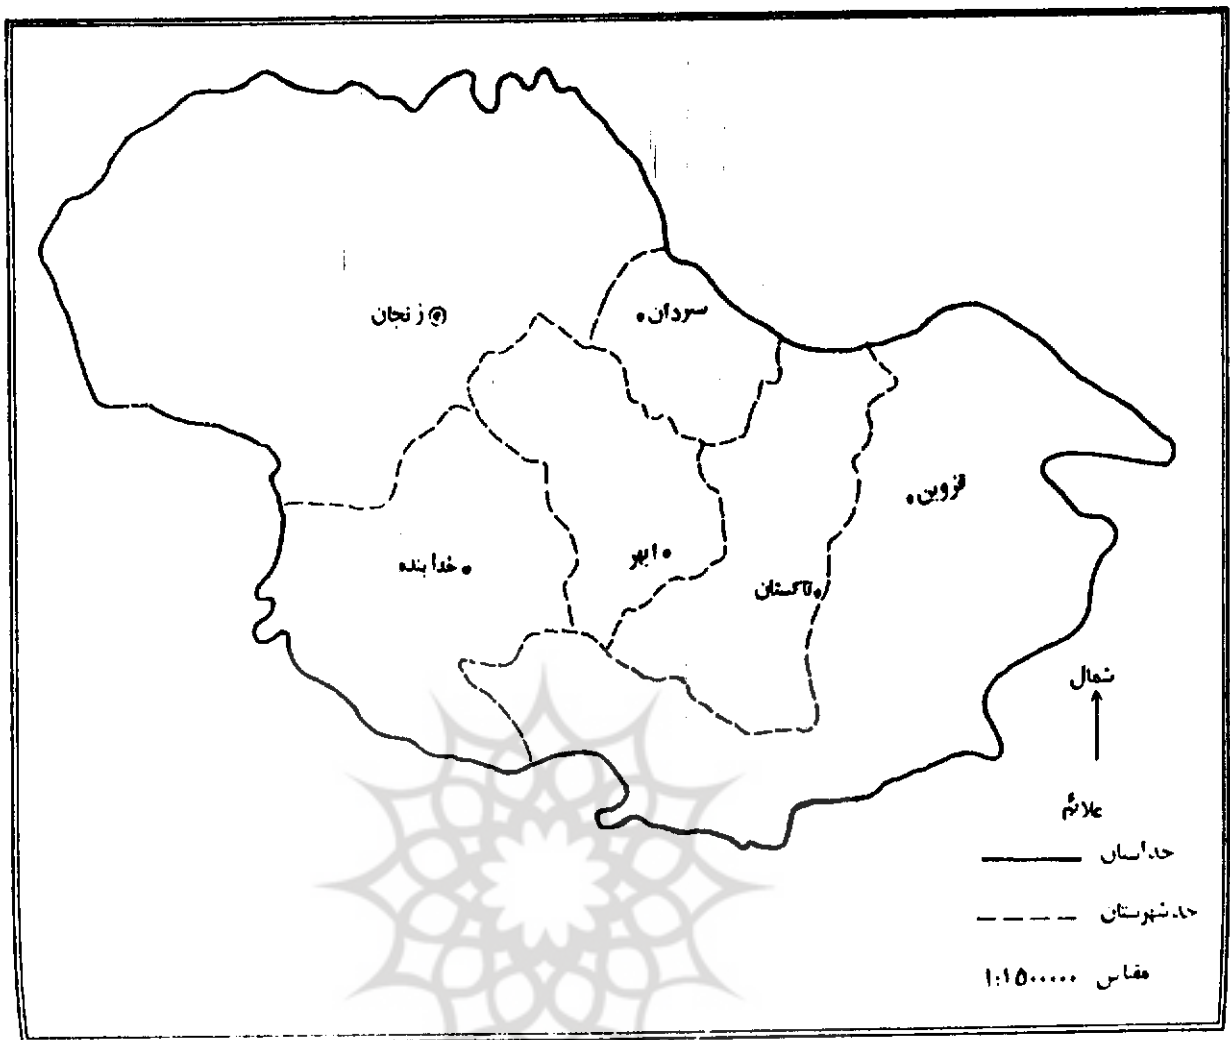 سردان
زنجان
قزوین
ابهر
خدابنده
تاکستان
شمال
علائم
حد استان
حد شهرستان
مقیاس ۱:۱۵۰۰۰۰۰